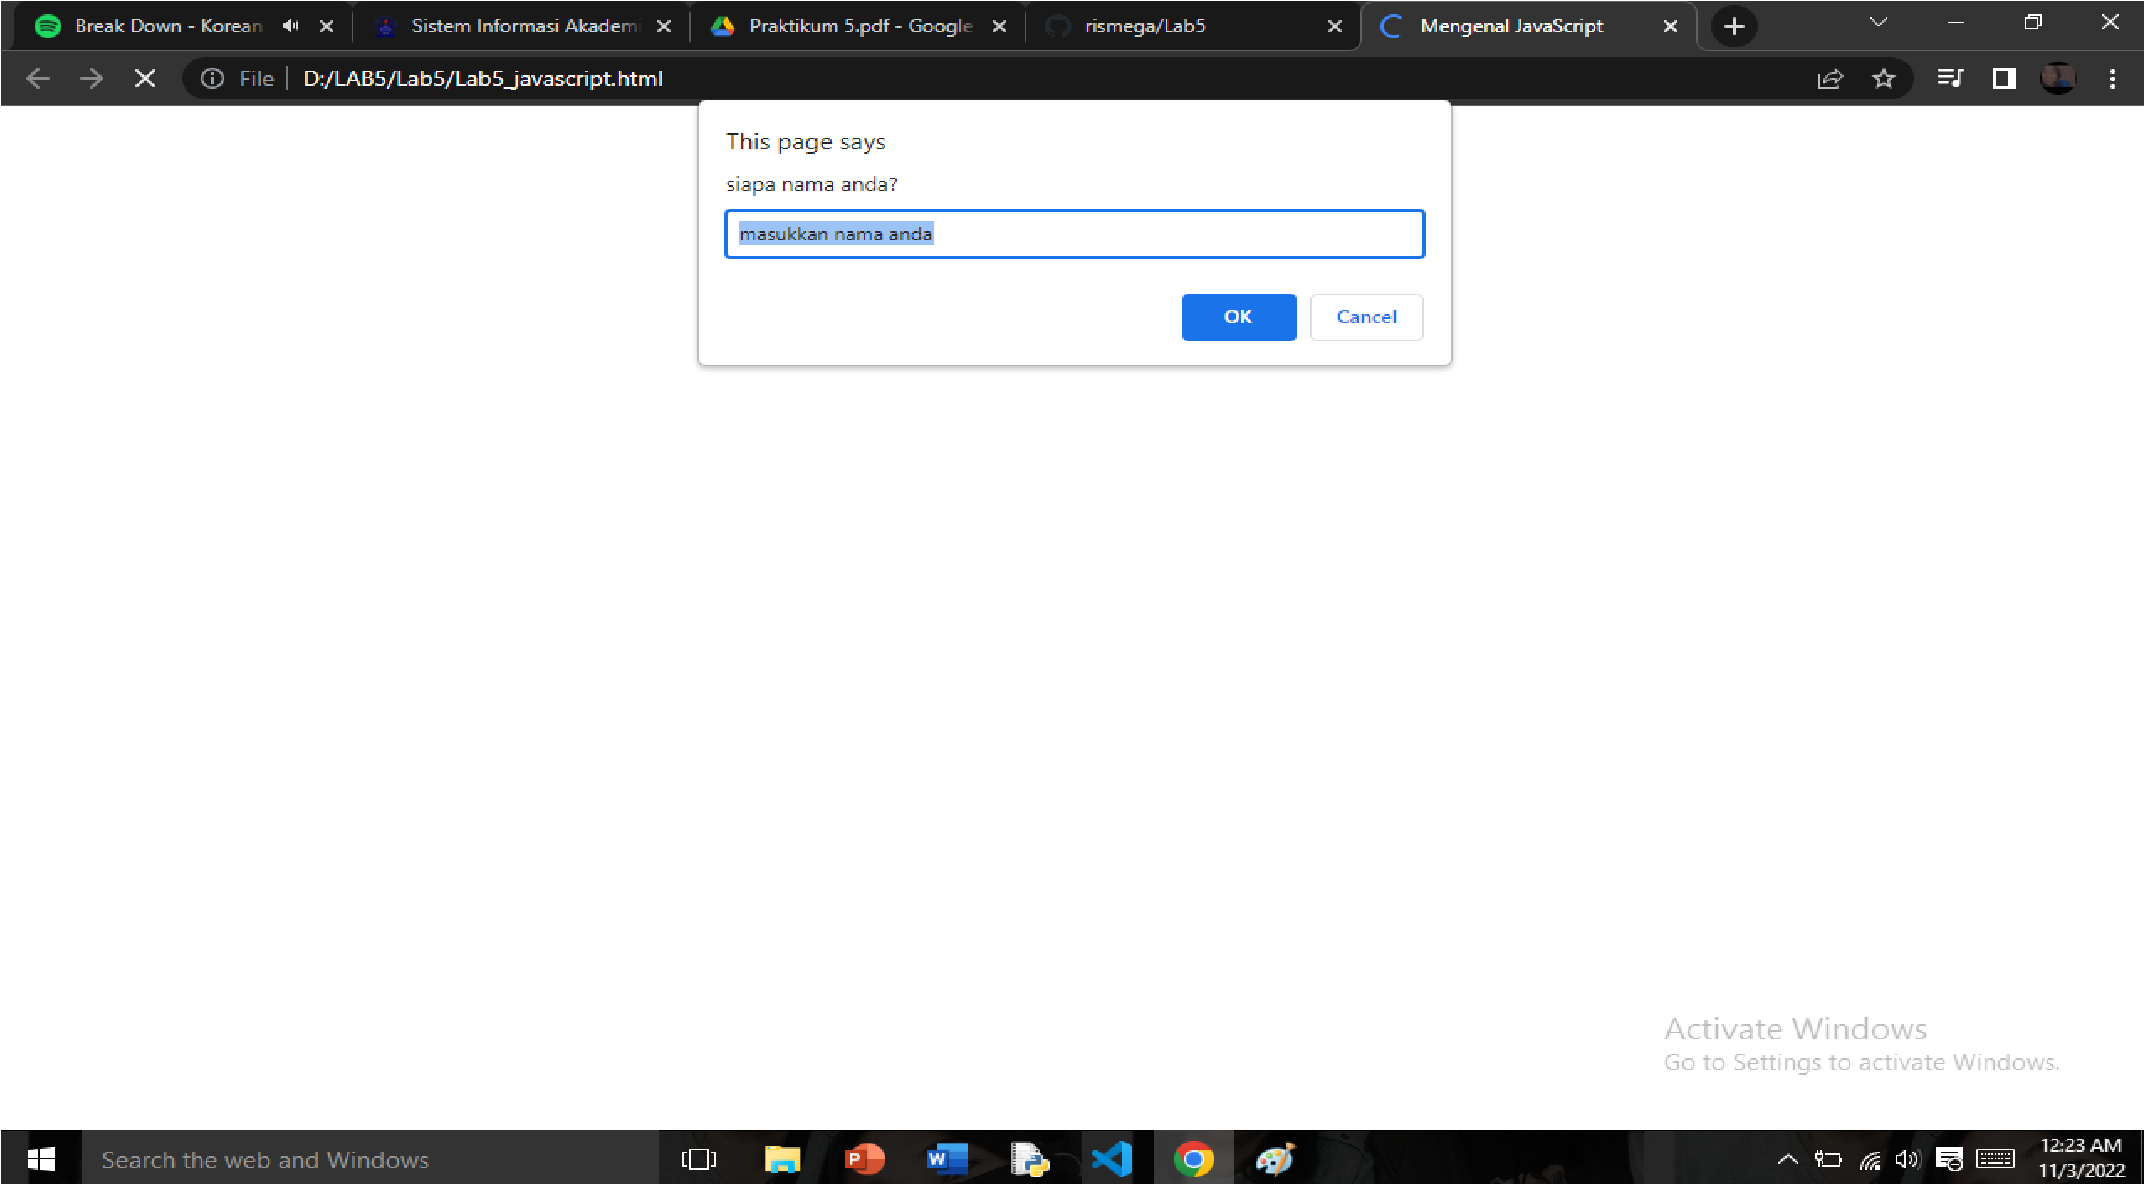 Break Down - Korean
Sistem Informasi Akademi
Praktikum 5.pdf - Google
rismega/Lab5
Mengenal JavaScript
File
D:/LAB5/Lab5/Lab5_javascript.html
This page says
siapa nama anda?
masukkan nama anda
OK
Cancel
Activate Windows
Go to Settings to activate Windows.
Search the web and Windows
P
W
12:23 AM
11/3/2022